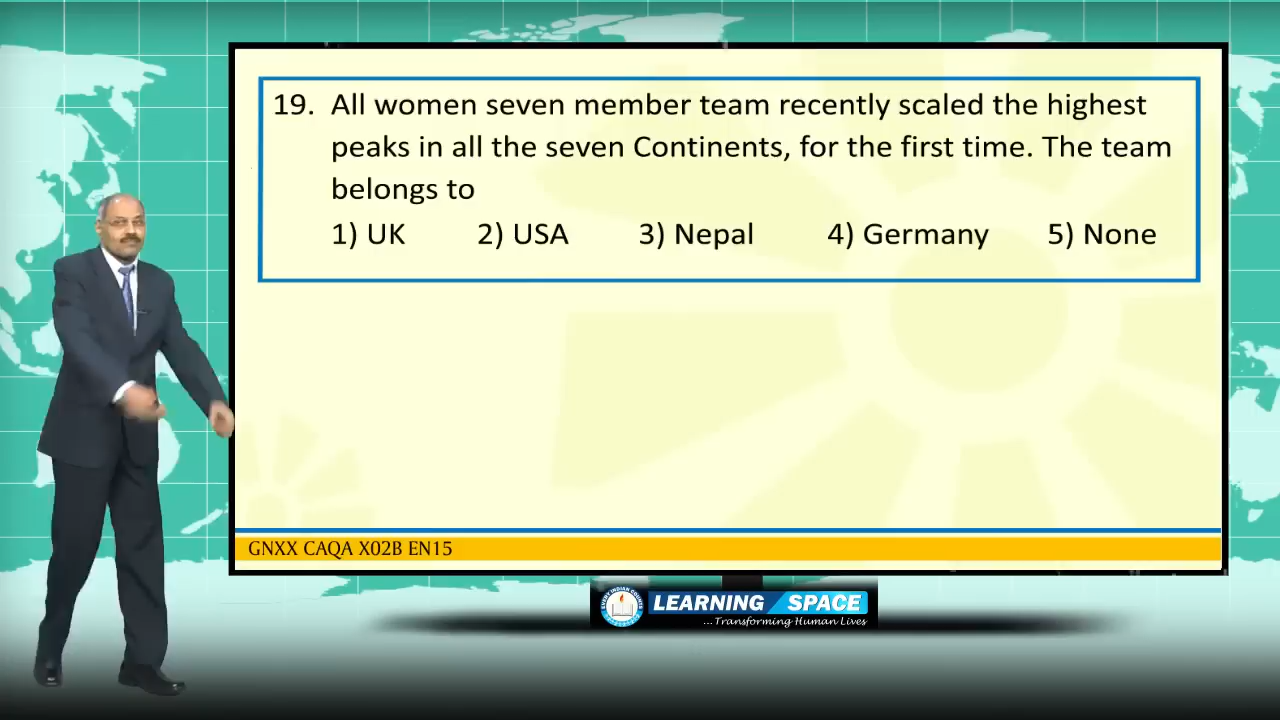 19. All women seven member team recently scaled the highest
peaks in all the seven Continents, for the first time. The team
belongs to
1) UK 2) USA 3) Nepal 4) Germany 5) None
GNXX CAQA X02B EN15
LEARNING SPACE
...Transforming Human Lives